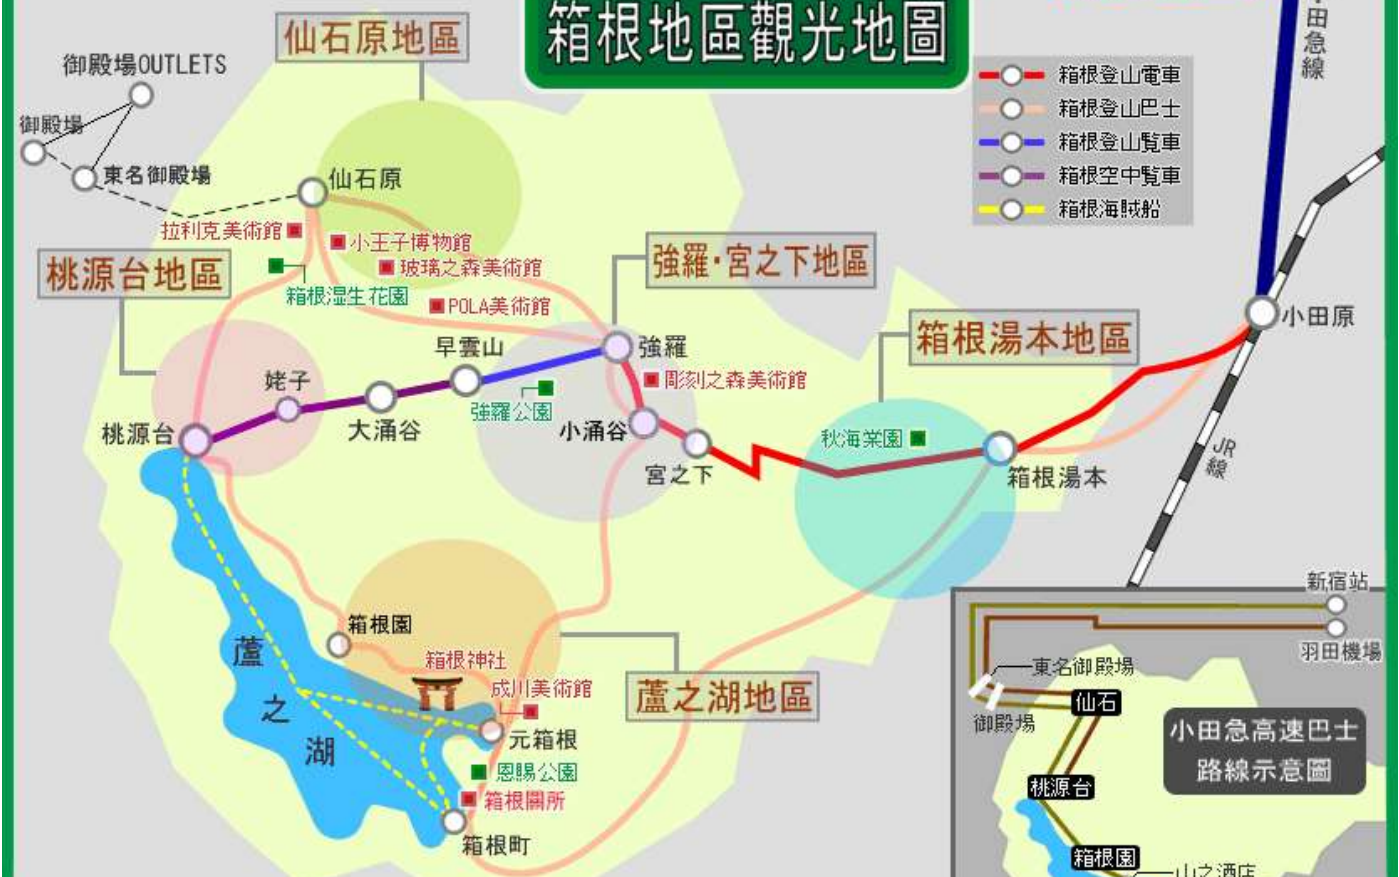 箱根地區觀光地圖
仙石原地區
御殿場OUTLETS
御殿場
東名御殿場
仙石原
箱根登山電車
箱根登山巴士
箱根登山覧車
箱根空中覧車
箱根海賊船
小田急線
拉利克美術館
小王子博物館
玻璃之森美術館
箱根湿生花園
POLA美術館
桃源台地區
強羅·宮之下地區
箱根湯本地區
小田原
早雲山
強羅
彫刻之森美術館
姥子
強羅公園
大涌谷
桃源台
小涌谷
宮之下
秋海棠園
箱根湯本
JR線
箱根園
箱根神社
成川美術館
蘆之湖地區
蘆之湖
元箱根
恩賜公園
箱根關所
箱根町
新宿站
羽田機場
東名御殿場
御殿場
仙石
小田急高速巴士
路線示意圖
桃源台
箱根園
山之酒店